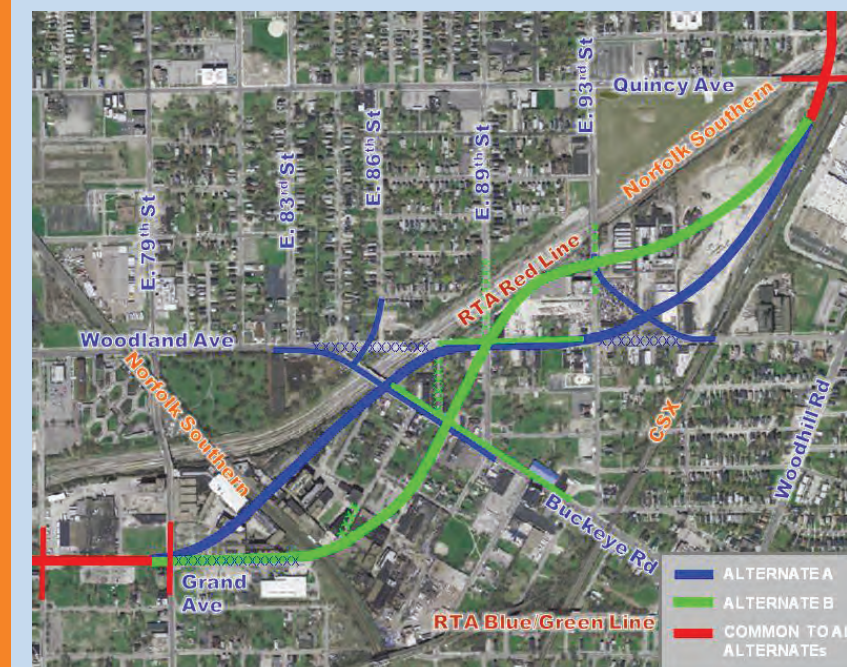 Quincy Ave
E. 93rd St
Norfolk Southern
E. 86th St
E. 89th St
E. 83rd St
E. 79th St
RTA Red Line
Woodland Ave
Norfolk Southern
CSX
Woodhill Rd
Buckeye Rd
Grand
Ave
RTA Blue/Green Line
ALTERNATE A
ALTERNATE B
COMMON TO AL
ALTERNATEs